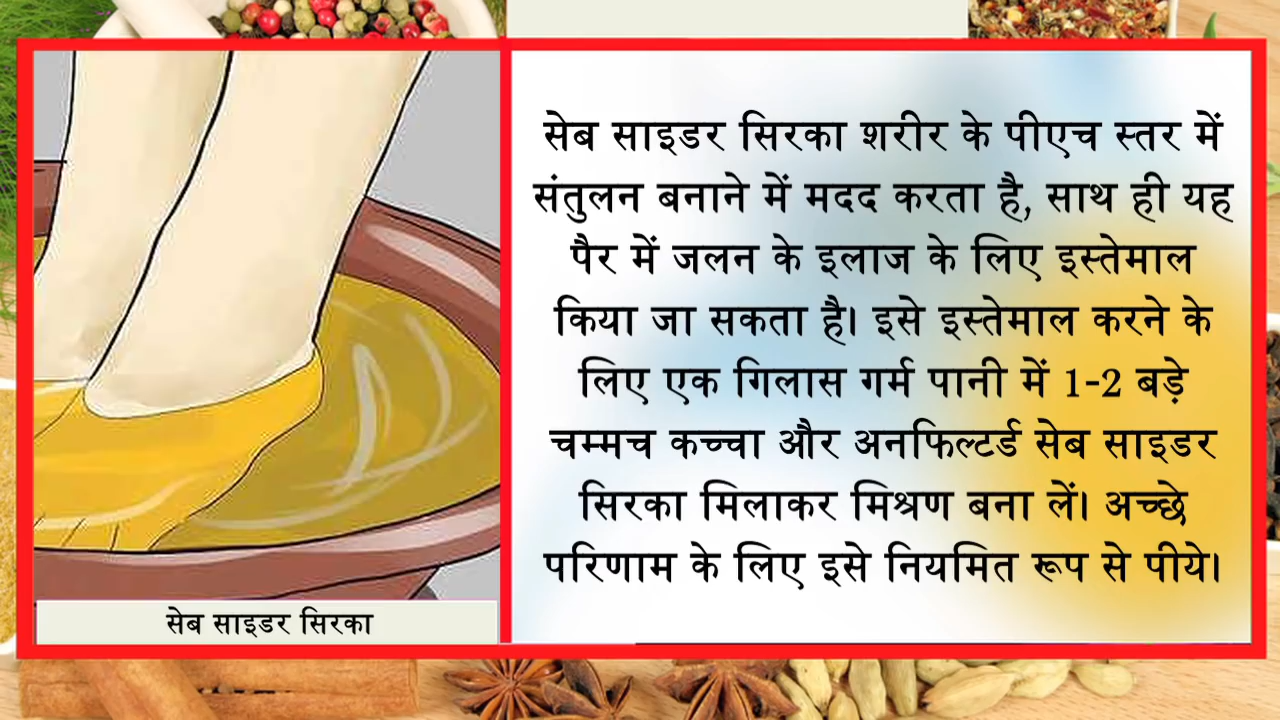 सेब साइडर सिरका शरीर के पीएच स्तर में
संतुलन बनाने में मदद करता है, साथ ही यह
पैर में जलन के इलाज के लिए इस्तेमाल
किया जा सकता है। इसे इस्तेमाल करने के
लिए एक गिलास गर्म पानी में 1-2 बड़े
चम्मच कच्चा और अनफिल्टर्ड सेब साइडर
सिरका मिलाकर मिश्रण बना लें। अच्छे
परिणाम के लिए इसे नियमित रूप से पीये।
सेब साइडर सिरका